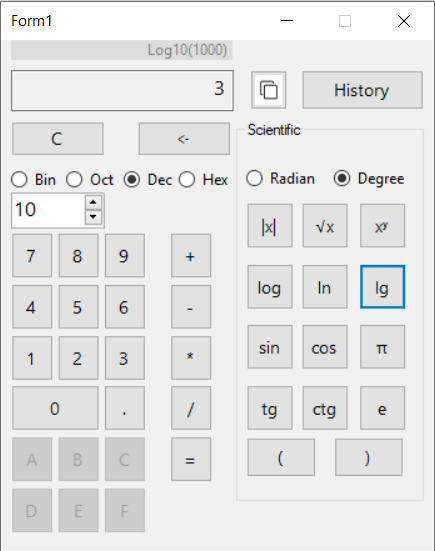 Form1
Log10(1000)
3
History
C
<-
Scientific
Bin
Oct
Dec
Hex
Radian
Degree
10
|x|
√x
xʸ
7
8
9
+
log
ln
lg
4
5
6
-
sin
cos
π
1
2
3
*
tg
ctg
e
0
.
/
(
)
A
B
C
=
D
E
F